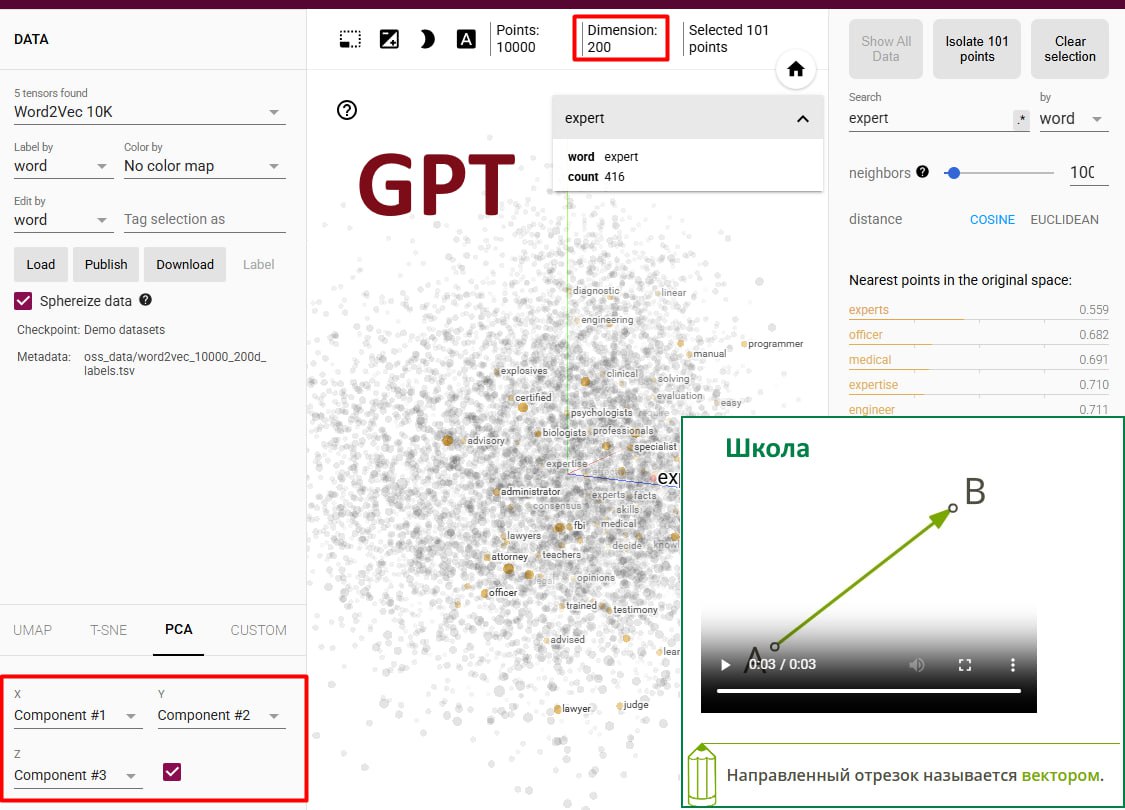 DATA
5 tensors found
Word2Vec 10K
Label by
Color by
word
No color map
Edit by
word
Tag selection as
Load
Publish
Download
Label
Sphereize data
Checkpoint: Demo datasets
Metadata: oss_data/word2vec_10000_200d_
labels.tsv
UMAP
T-SNE
PCA
CUSTOM
X
Y
Component #1
Component #2
Z
Component #3
A
Points:
10000
Dimension:
200
Selected 101
points
expert
word expert
count 416
GPT
diagnostic
linear
engineering
programmer
manual
explosives
clinical
solving
evaluation
certified
easy
psychologists
biologists
professionals
advisory
specialist
expertise
exp
administrator
experts
facts
consensus
skills
fbi
medical
lawyers
decide
knowl
attorney
teachers
legal
opinions
officer
trained
testimony
advised
lear
lawyer
judge
Show All
Data
Isolate 101
points
Clear
selection
Search
by
expert
.*
word
neighbors
100
distance
COSINE
EUCLIDEAN
Nearest points in the original space:
experts 0.559
officer 0.682
medical 0.691
expertise 0.710
engineer 0.711
Школа
B
A
0:03 / 0:03
Направленный отрезок называется вектором.